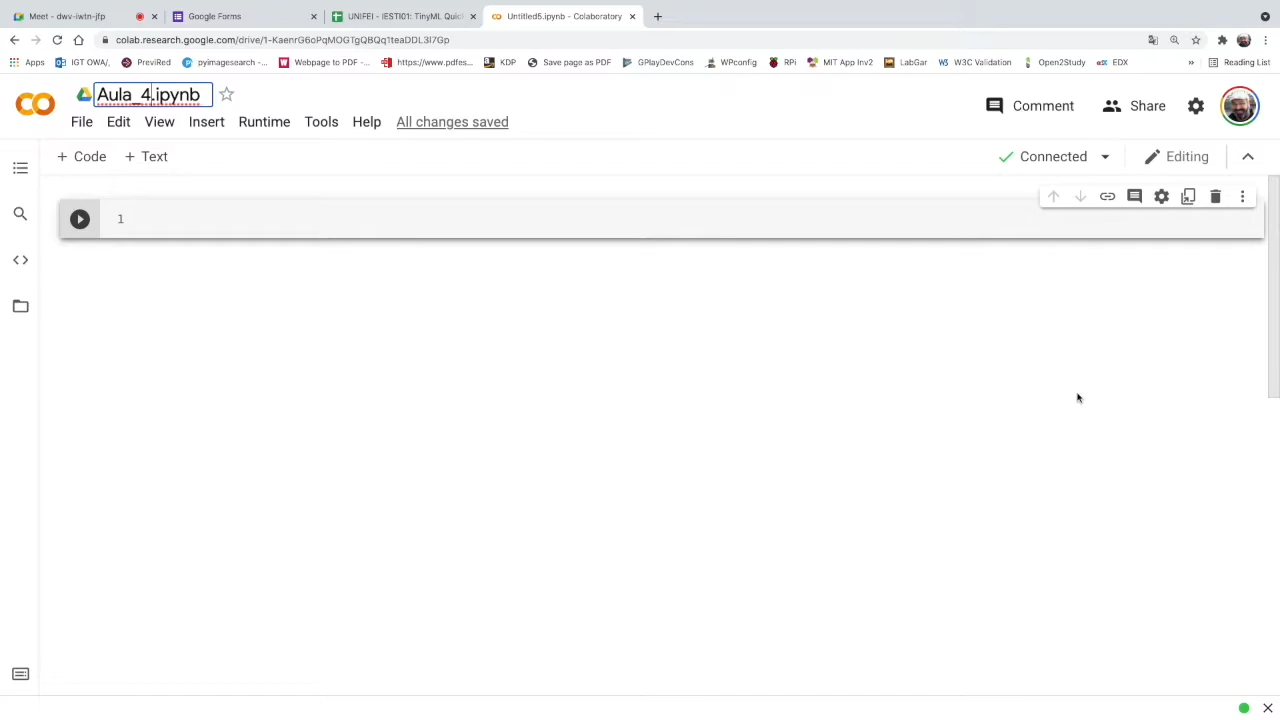 Meet - dwv-iwtn-jfp
Google Forms
UNIFEI - IESTI01: TinyML Quic
Untitled5.ipynb - Colaboratory
colab.research.google.com/drive/1-KaenrG6oPqMOGTgQBQq1teaDDL3I7Gp
Apps
IGT OWA/,
Previred
pyimagesearch -...
Webpage to PDF -...
https://www.pdfes...
KDP
Save page as PDF
GPlayDevCons
WPconfig
RPi
MIT App Inv2
LabGar
W3C Validation
Open2Study
EDX
»
Reading List
CO
Aula_4.ipynb
Comment
Share
File Edit View Insert Runtime Tools Help All changes saved
+ Code + Text
Connected
Editing
1